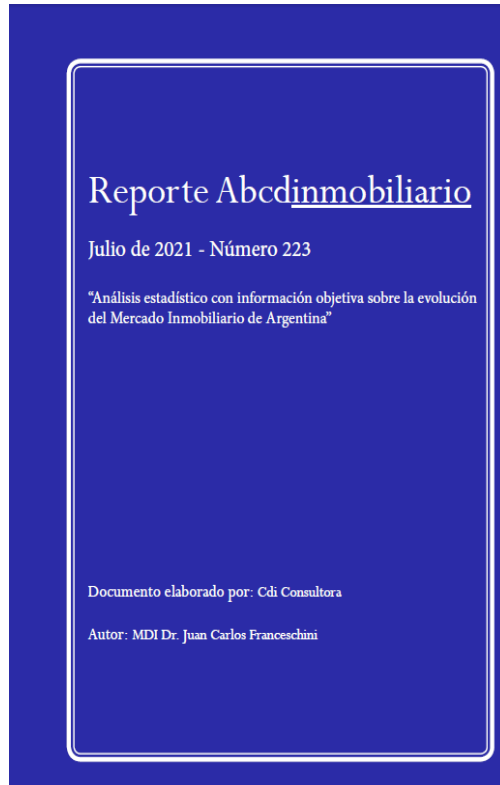 Reporte Abcdinmobiliario
Julio de 2021 - Número 223
“Análisis estadístico con información objetiva sobre la evolución
del Mercado Inmobiliario de Argentina”
Documento elaborado por: Cdi Consultora
Autor: MDI Dr. Juan Carlos Franceschini